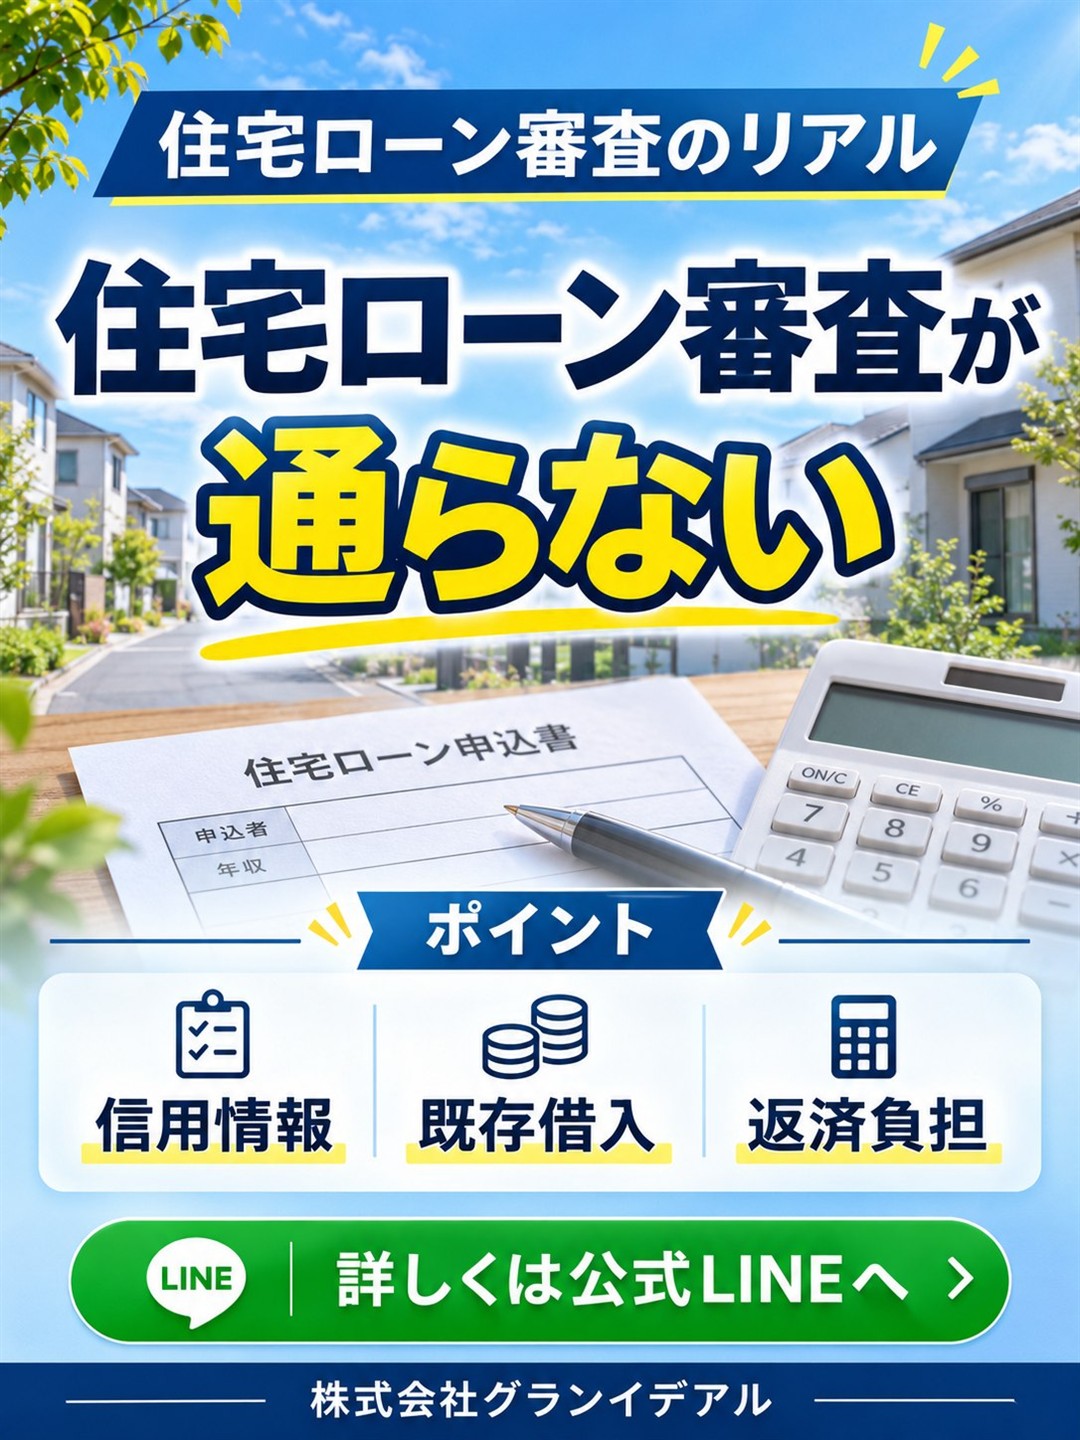 住宅ローン審査のリアル
住宅ローン審査が
通らない
住宅ローン申込書
申込者
年収
ON/C CE % +
7 8 9 ×
4 5 6 −
ポイント
信用情報 既存借入 返済負担
LINE 詳しくは公式LINEへ
株式会社グランイデアル